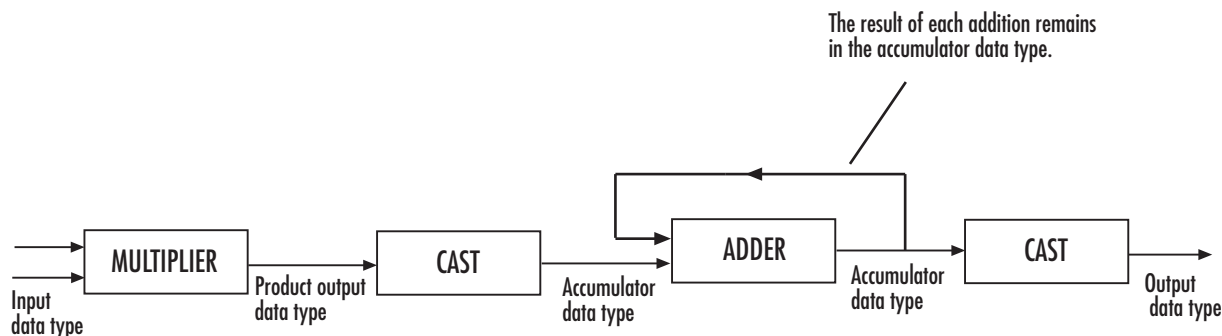 The result of each addition remains
in the accumulator data type.
MULTIPLIER
CAST
ADDER
CAST
Input
data type
Product output
data type
Accumulator
data type
Accumulator
data type
Output
data type